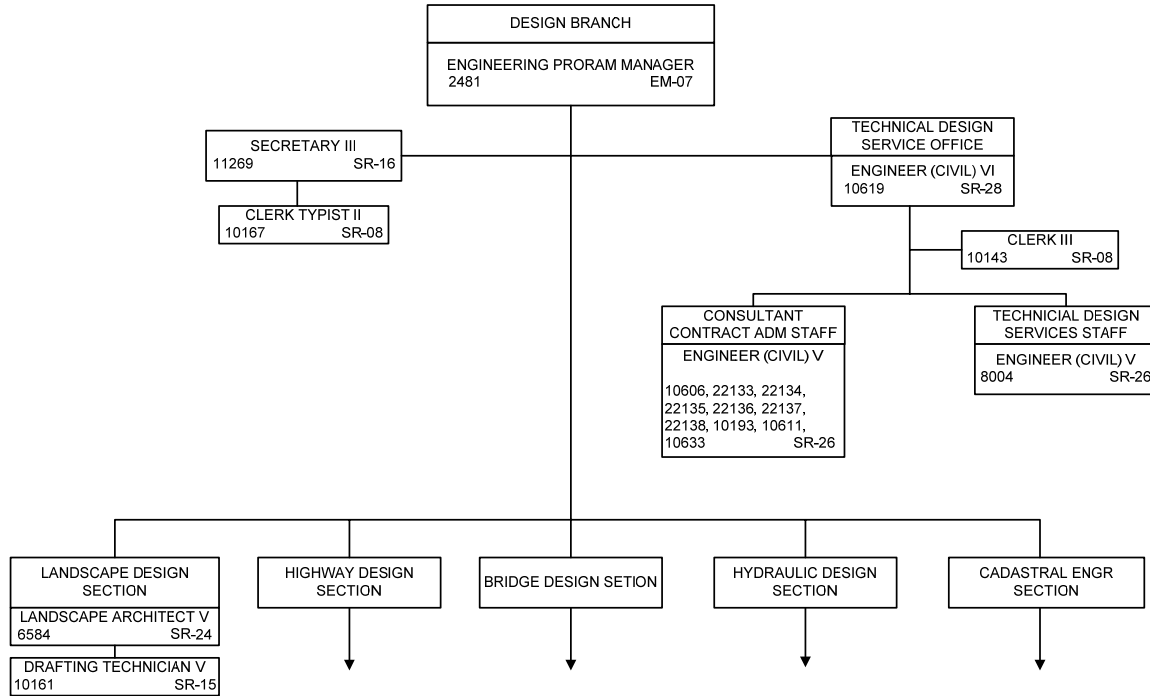 DESIGN BRANCH
ENGINEERING PRORAM MANAGER
2481 EM-07
SECRETARY III
11269 SR-16
CLERK TYPIST II
10167 SR-08
TECHNICAL DESIGN
SERVICE OFFICE
ENGINEER (CIVIL) VI
10619 SR-28
CLERK III
10143 SR-08
CONSULTANT
CONTRACT ADM STAFF
ENGINEER (CIVIL) V
10606, 22133, 22134,
22135, 22136, 22137,
22138, 10193, 10611,
10633 SR-26
TECHNICIAL DESIGN
SERVICES STAFF
ENGINEER (CIVIL) V
8004 SR-26
LANDSCAPE DESIGN
SECTION
LANDSCAPE ARCHITECT V
6584 SR-24
DRAFTING TECHNICIAN V
10161 SR-15
HIGHWAY DESIGN
SECTION
BRIDGE DESIGN SETION
HYDRAULIC DESIGN
SECTION
CADASTRAL ENGR
SECTION